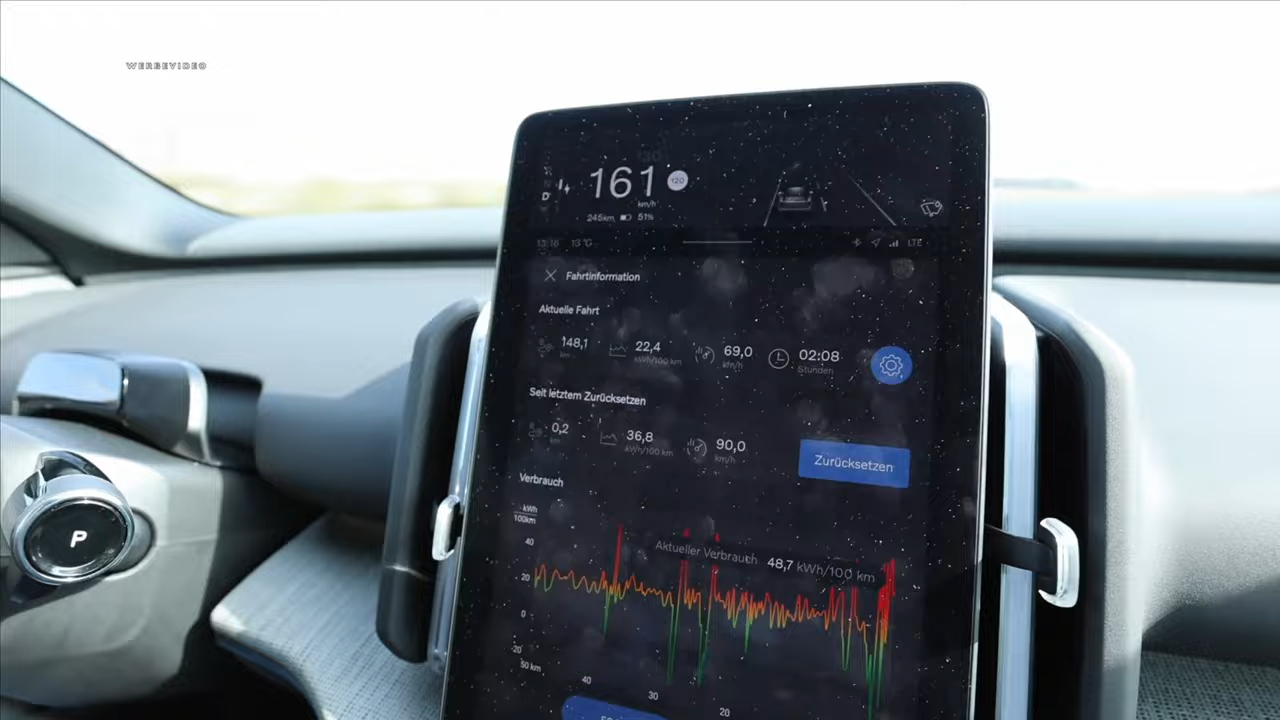 WERBEVIDEO
161 120
km/h
D
245km 51%
13:16 13°C LTE
Fahrtinformation
Aktuelle Fahrt
148,1 km 22,4 kWh/100 km 69,0 km/h 02:08 Stunden
Seit letztem Zurücksetzen
0,2 km 36,8 kWh/100 km 90,0 km/h
Zurücksetzen
Verbrauch
kWh
100km
Aktueller Verbrauch 48,7 kWh/100 km
40
20
0
-20
50 km 40 30 20
P